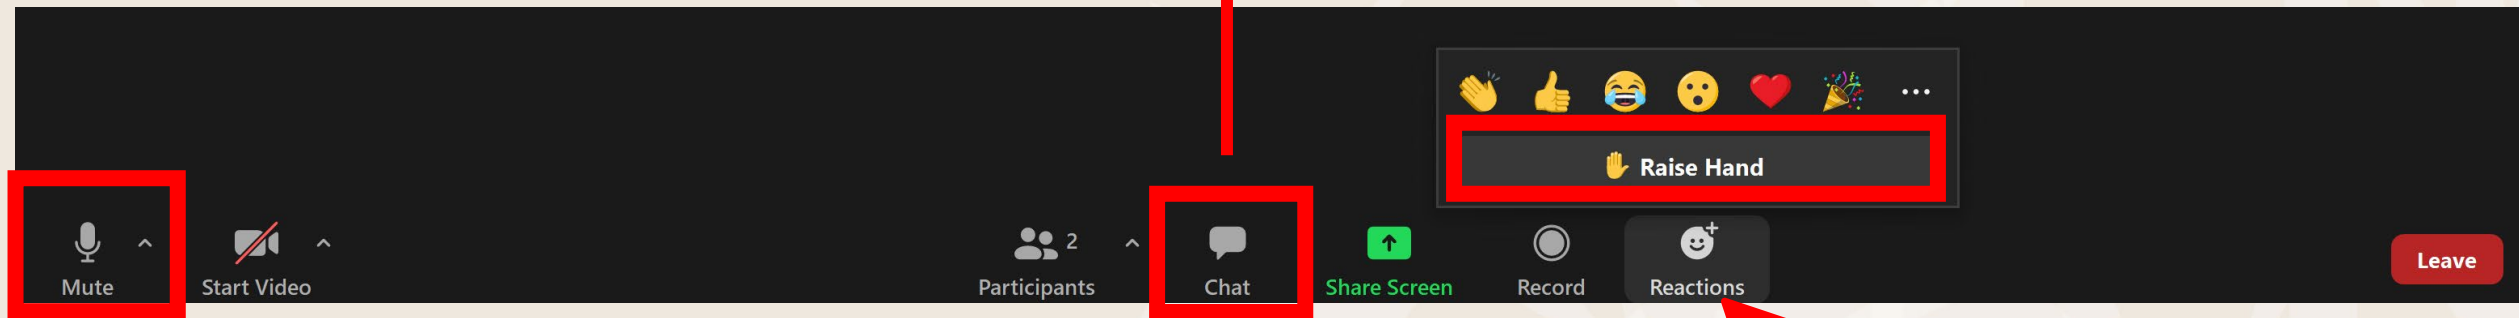 Raise Hand
Mute
Start Video
2
Participants
Chat
Share Screen
Record
Reactions
Leave